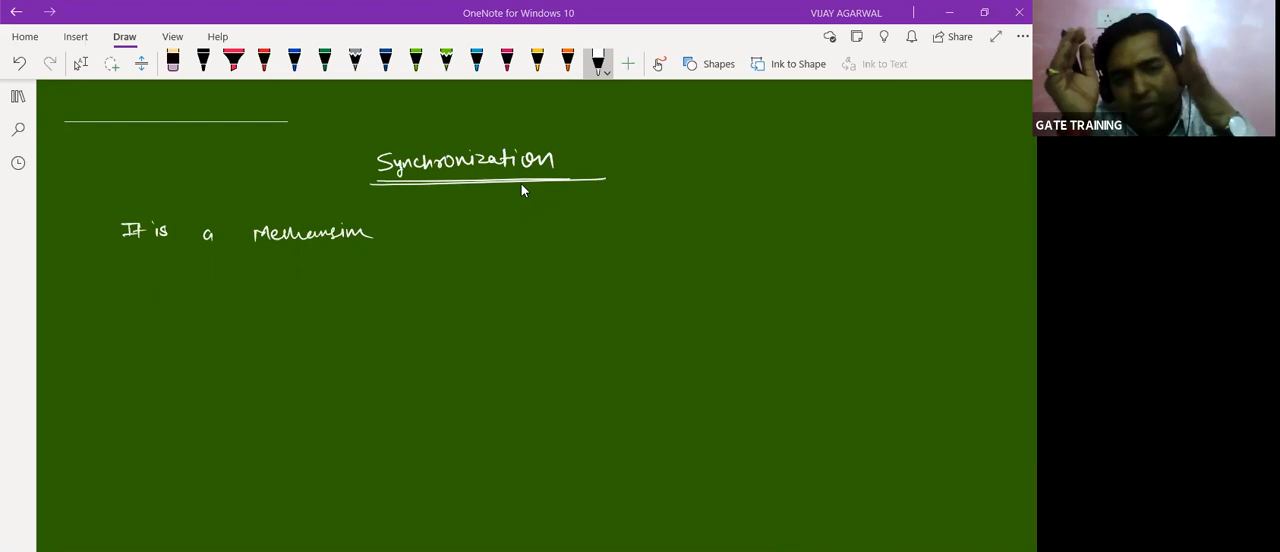 OneNote for Windows 10
VIJAY AGARWAL
Home Insert Draw View Help
Share
Shapes Ink to Shape Ink to Text
GATE TRAINING
Synchronization
It is a Mechansim